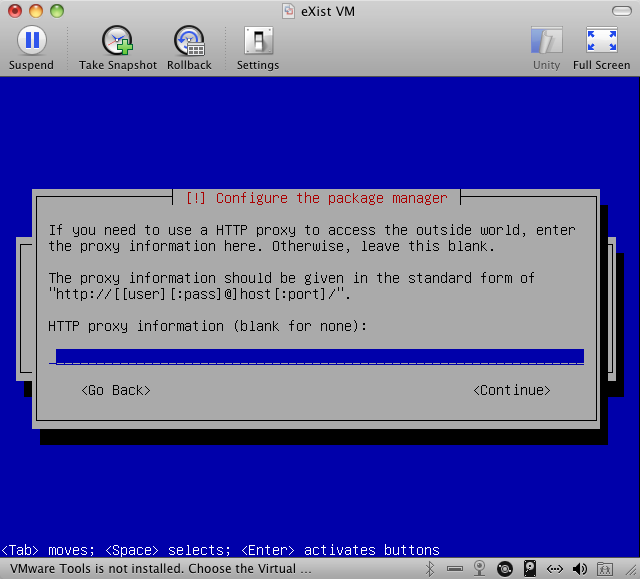 eXist VM
Suspend Take Snapshot Rollback Settings Unity Full Screen
[!] Configure the package manager
If you need to use a HTTP proxy to access the outside world, enter
the proxy information here. Otherwise, leave this blank.
The proxy information should be given in the standard form of
"http://[[user][:pass]@]host[:port]/".
HTTP proxy information (blank for none):
<Go Back> <Continue>
<Tab> moves; <Space> selects; <Enter> activates buttons
VMware Tools is not installed. Choose the Virtual ...